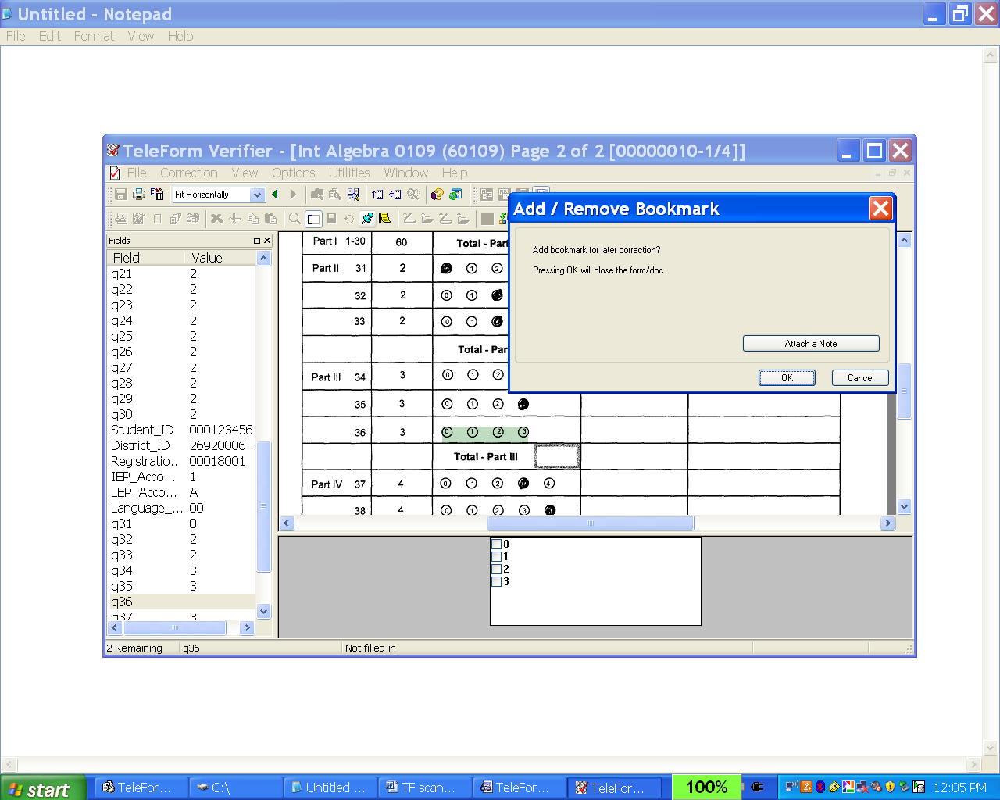 Untitled - Notepad
File Edit Format View Help
TeleForm Verifier - [Int Algebra 0109 (60109) Page 2 of 2 [00000010-1/4]]
File Correction View Options Utilities Window Help
Fit Horizontally
Fields
Field Value
q21 2
q22 2
q23 2
q24 2
q25 2
q26 2
q27 2
q28 2
q29 2
q30 2
Student_ID 000123456
District_ID 26920006..
Registratio... 00018001
IEP_Acco... 1
LEP_Acco... A
Language_... 00
q31 0
q32 2
q33 2
q34 3
q35 3
q36
q37 3
Part I 1-30 60 Total - Part
Part II 31 2 1 2
32 2 0 1
33 2 0 1
Total - Par
Part III 34 3 0 1 2
35 3 0 1 2
36 3 0 1 2 3
Total - Part III
Part IV 37 4 0 1 2 4
38 4 0 1 2 3
Add / Remove Bookmark
Add bookmark for later correction?
Pressing OK will close the form/doc.
Attach a Note
OK Cancel
0
1
2
3
2 Remaining q36 Not filled in
start TeleFor... C:\ Untitled ... TF scan... TeleFor... TeleFor... 100% 12:05 PM